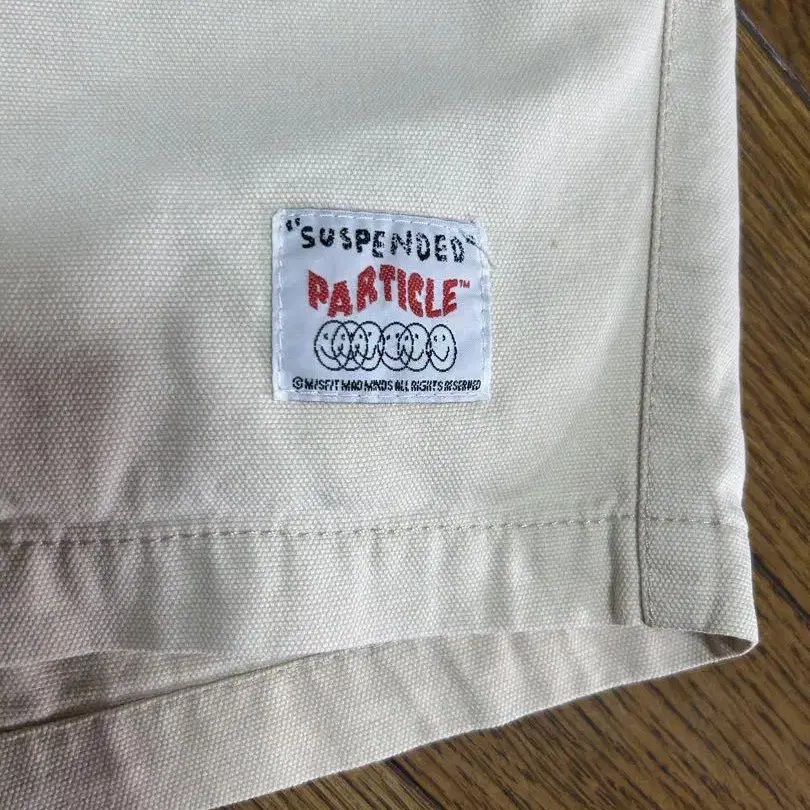 "SUSPENDED"
PARTICLE™
© MISFIT MAD MINDS ALL RIGHTS RESERVED